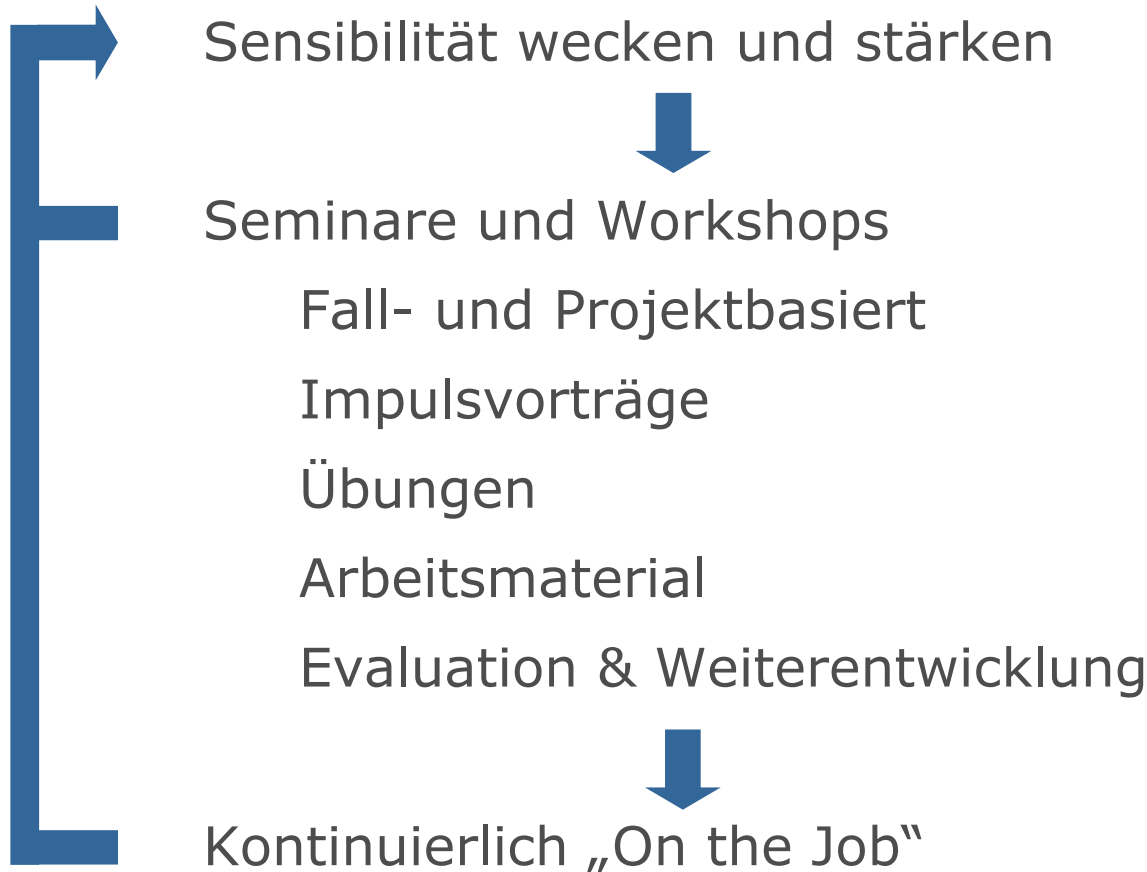 Sensibilität wecken und stärken
Seminare und Workshops
Fall- und Projektbasiert
Impulsvorträge
Übungen
Arbeitsmaterial
Evaluation & Weiterentwicklung
Kontinuierlich „On the Job“